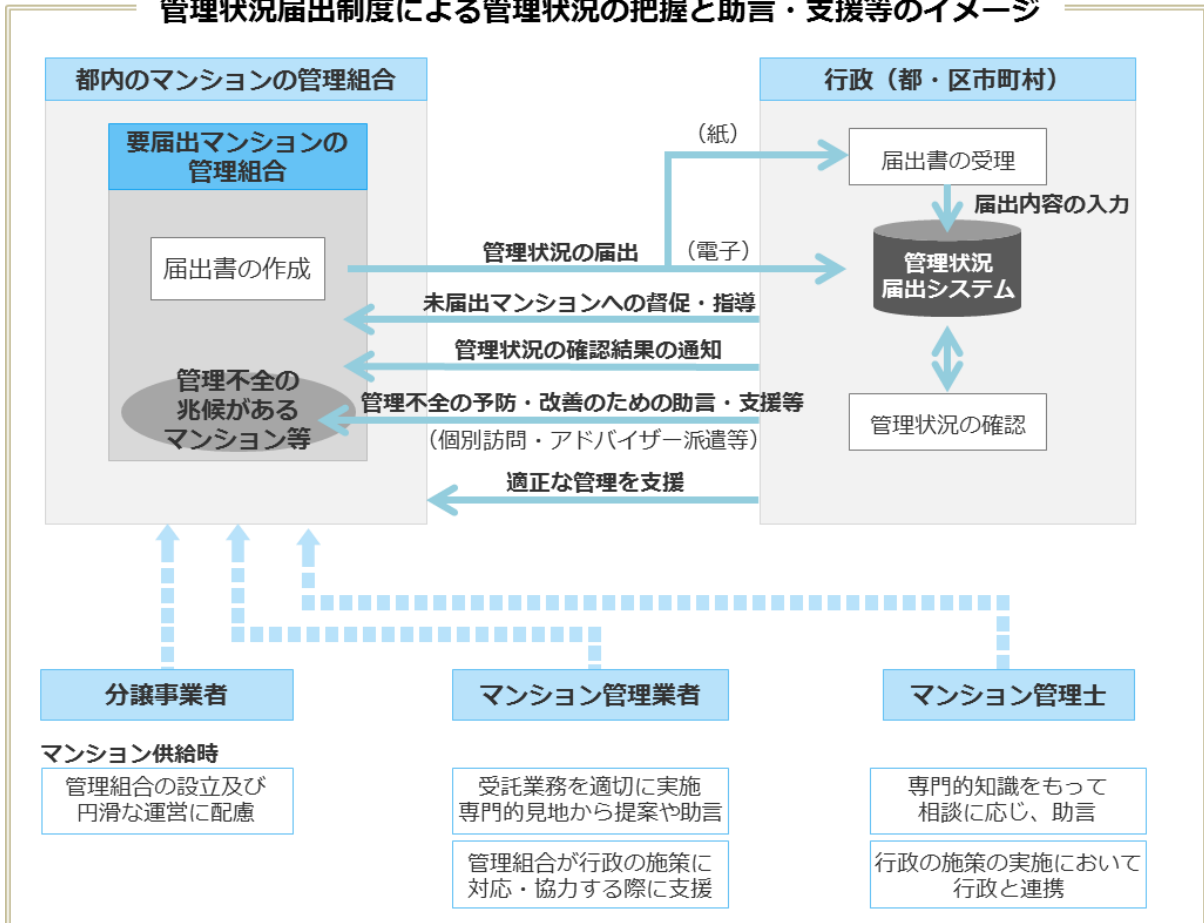 管理状況届出制度による管理状況の把握と助言・支援等のイメージ
都内のマンションの管理組合
行政（都・区市町村）
要届出マンションの
管理組合
（紙）
届出書の受理
届出内容の入力
届出書の作成
管理状況の届出
（電子）
管理状況
届出システム
未届出マンションへの督促・指導
管理状況の確認結果の通知
管理不全の
兆候がある
マンション等
管理不全の予防・改善のための助言・支援等
（個別訪問・アドバイザー派遣等）
管理状況の確認
適正な管理を支援
分譲事業者
マンション管理業者
マンション管理士
マンション供給時
管理組合の設立及び
円滑な運営に配慮
受託業務を適切に実施
専門的見地から提案や助言
管理組合が行政の施策に
対応・協力する際に支援
専門的知識をもって
相談に応じ、助言
行政の施策の実施において
行政と連携